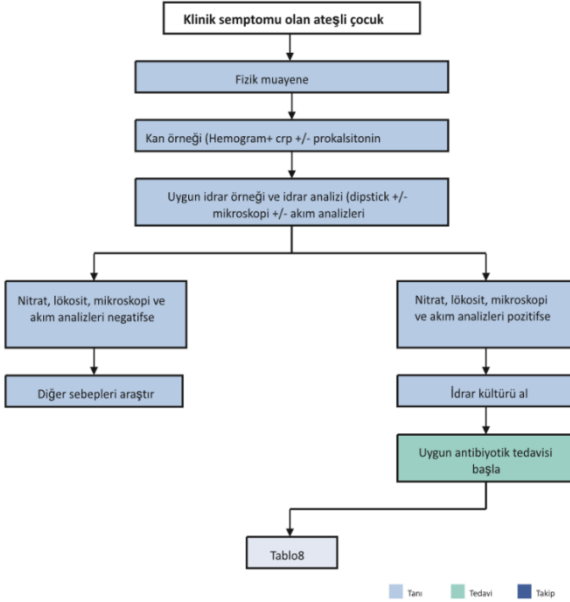 Klinik semptomu olan ateşli çocuk
Fizik muayene
Kan örneği (Hemogram+ crp +/- prokalsitonin
Uygun idrar örneği ve idrar analizi (dipstick +/-
mikroskopi +/- akım analizleri
Nitrat, lökosit, mikroskopi ve
akım analizleri negatifse
Nitrat, lökosit, mikroskopi
ve akım analizleri pozitifse
Diğer sebepleri araştır
İdrar kültürü al
Uygun antibiyotik tedavisi
başla
Tablo8
Tanı
Tedavi
Takip